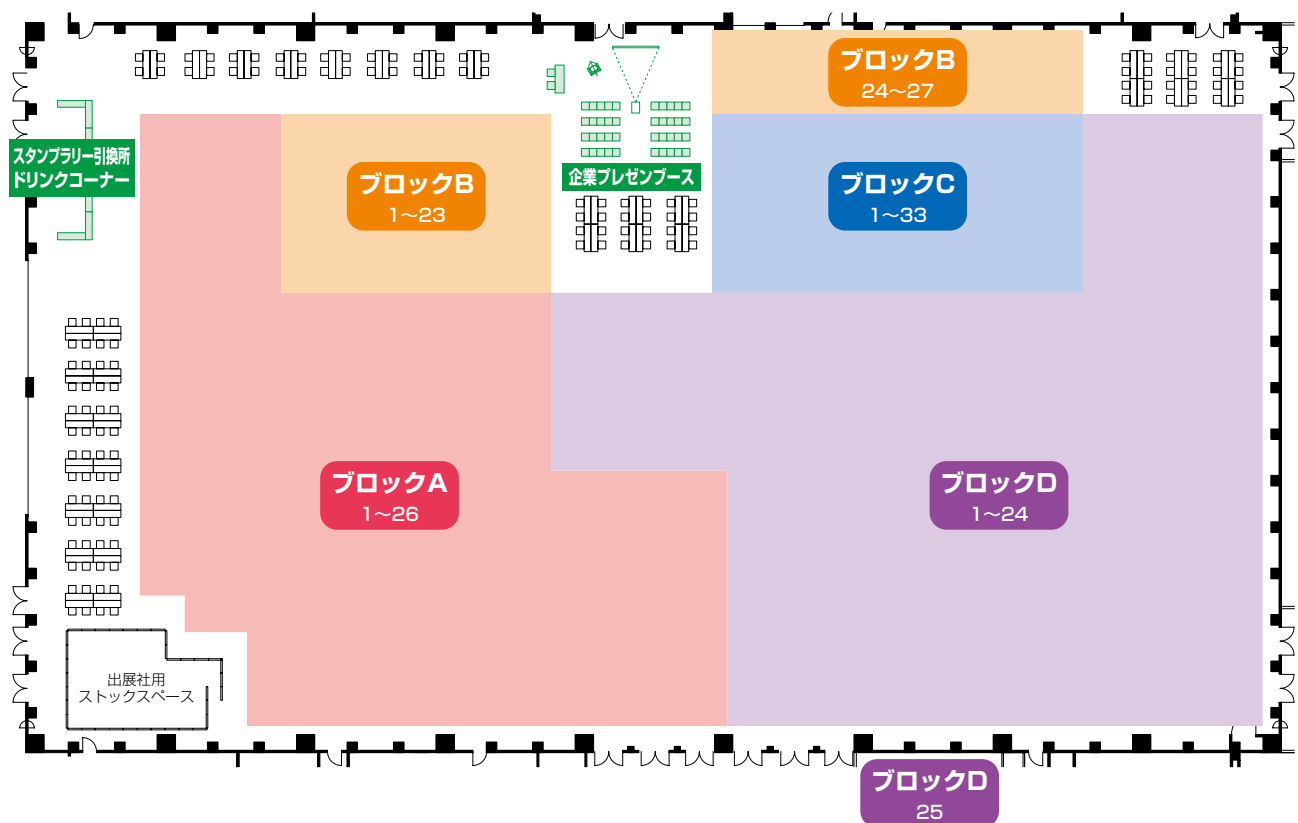 ブロックB
24〜27
スタンプラリー引換所
ドリンクコーナー
ブロックB
1〜23
企業プレゼンブース
ブロックC
1〜33
ブロックA
1〜26
ブロックD
1〜24
出展社用
ストックスペース
ブロックD
25